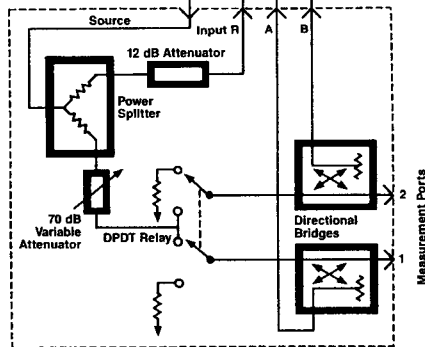 Source
Input R
A
B
12 dB Attenuator
Power
Splitter
70 dB
Variable
Attenuator
DPDT Relay
Directional
Bridges
2
1
Measurement Ports